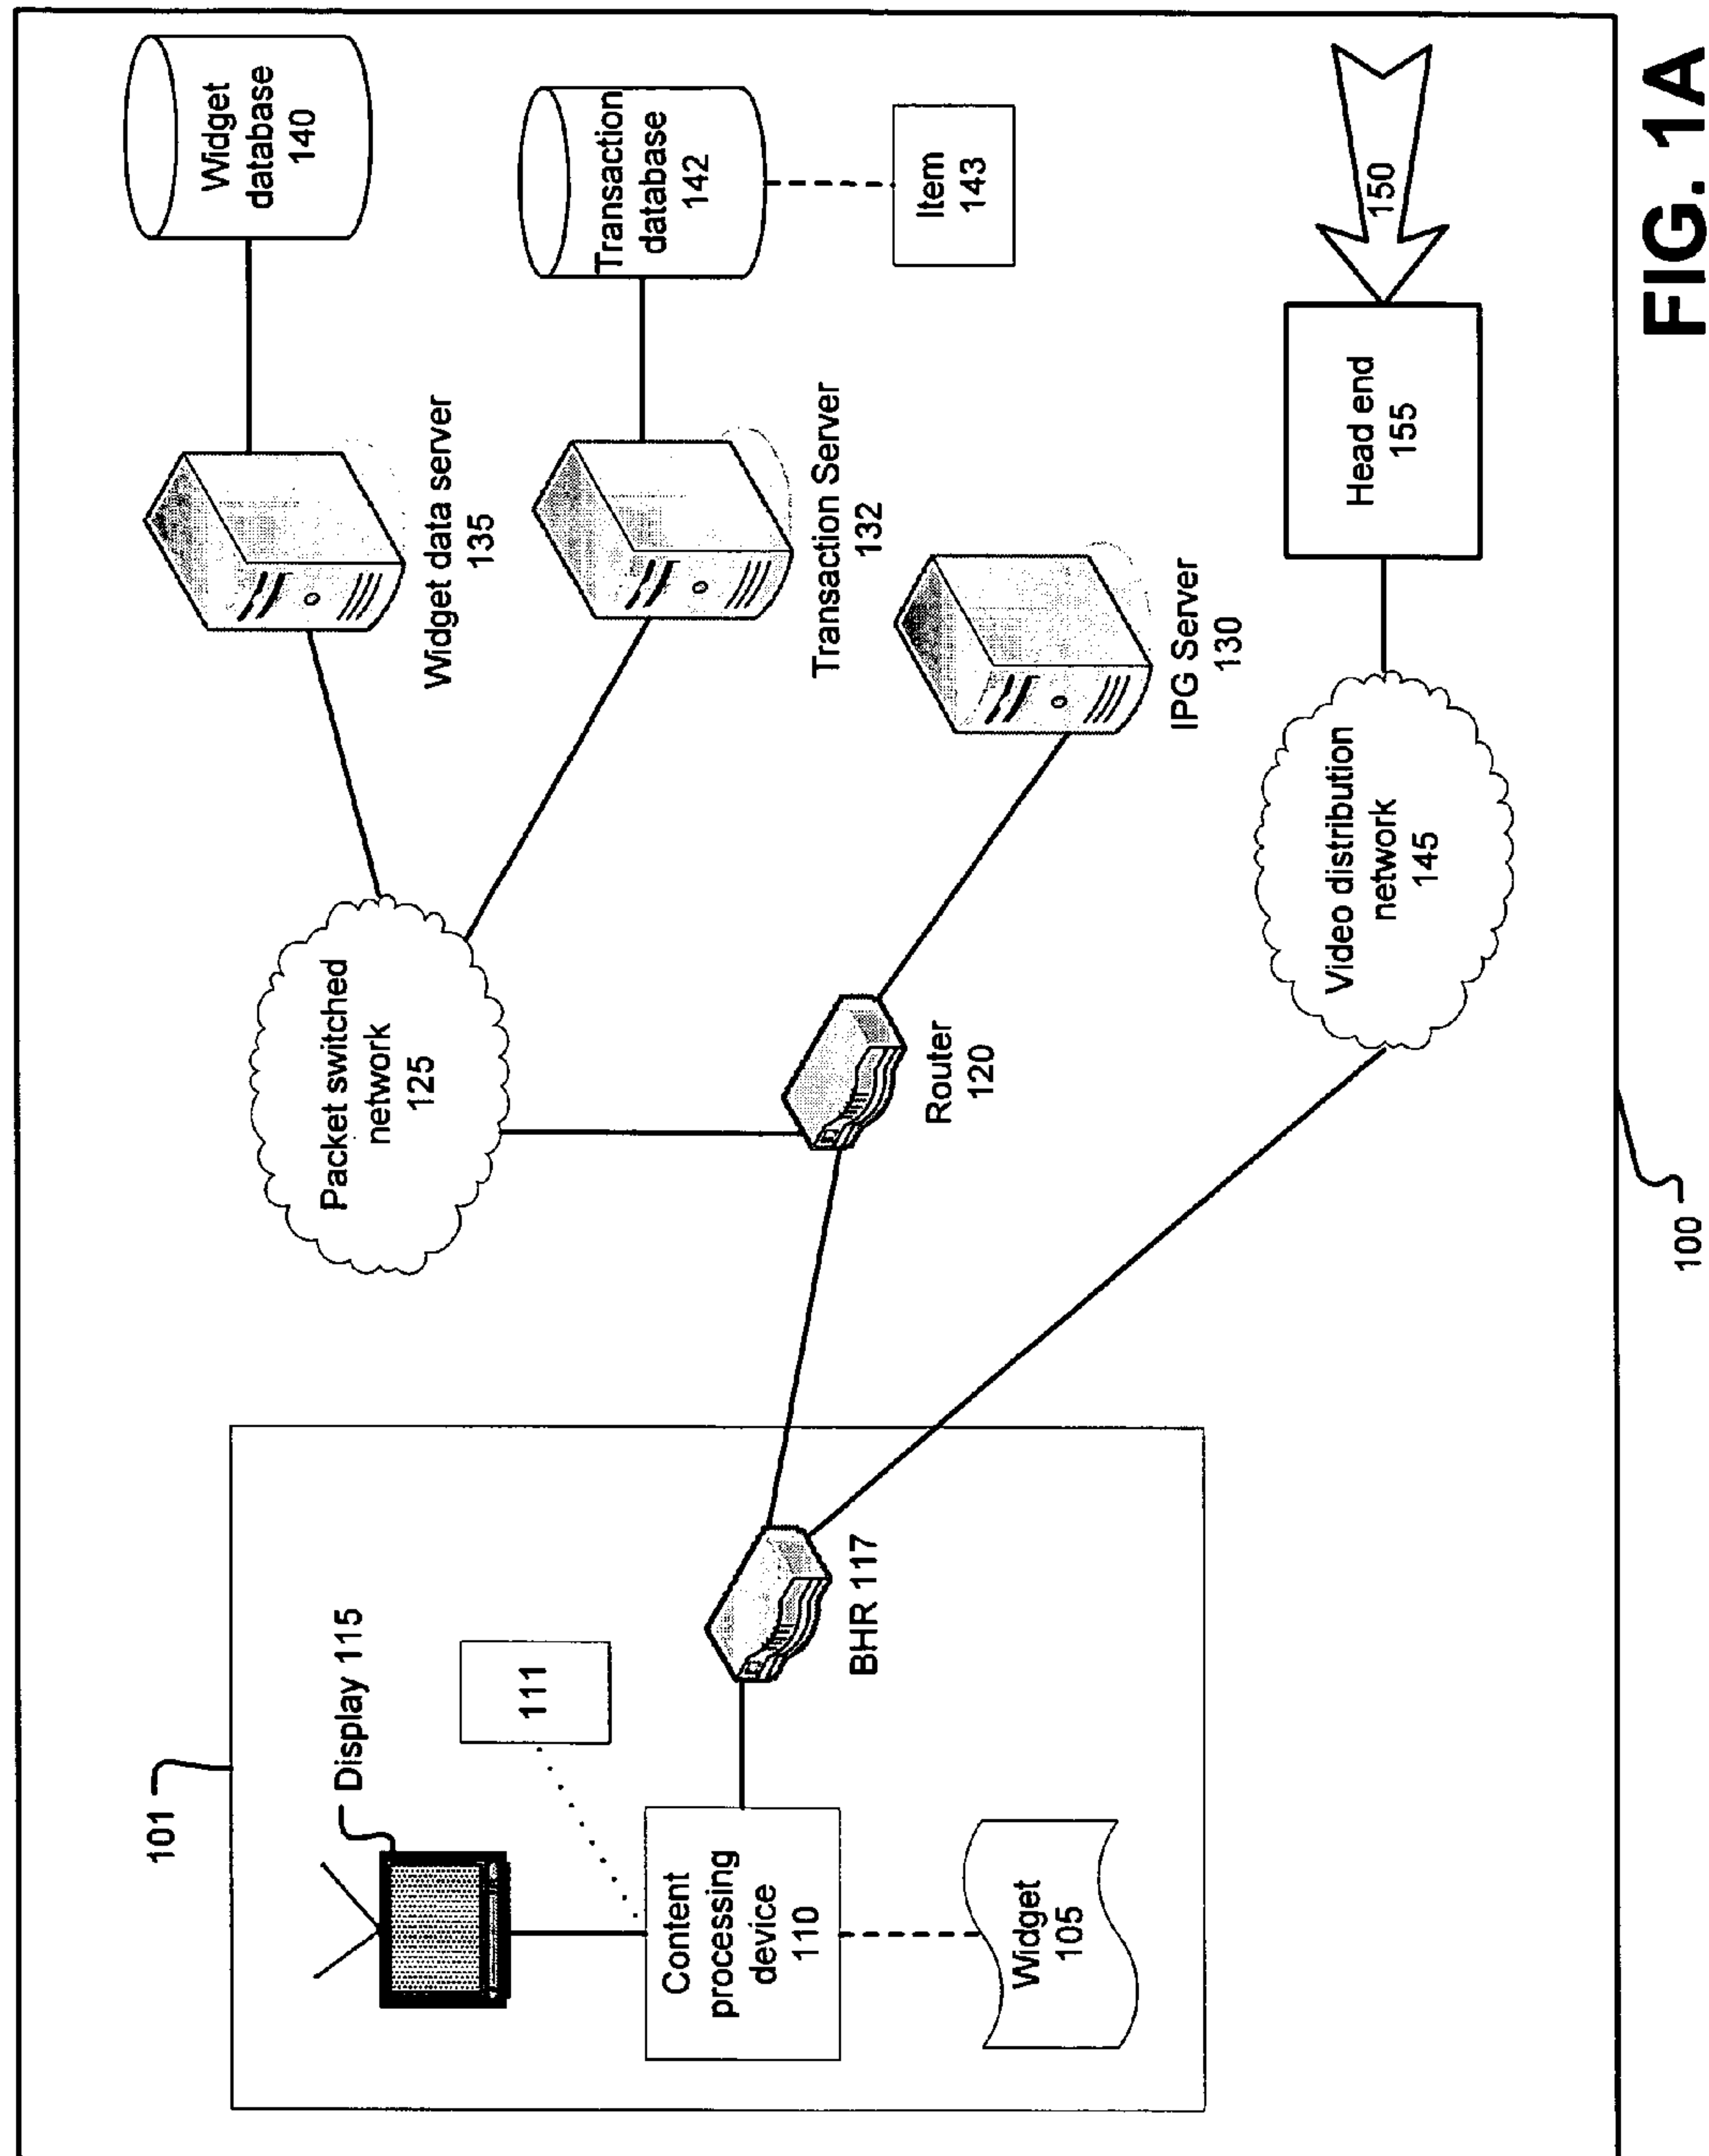 101
Display 115
111
Content
processing
device
110
Widget
105
BHR 117
Packet switched
network
125
Router
120
Widget data server
135
Transaction Server
132
IPG Server
130
Widget
database
140
Transaction
database
142
Item
143
Video distribution
network
145
Head end
155
150
100
FIG. 1A